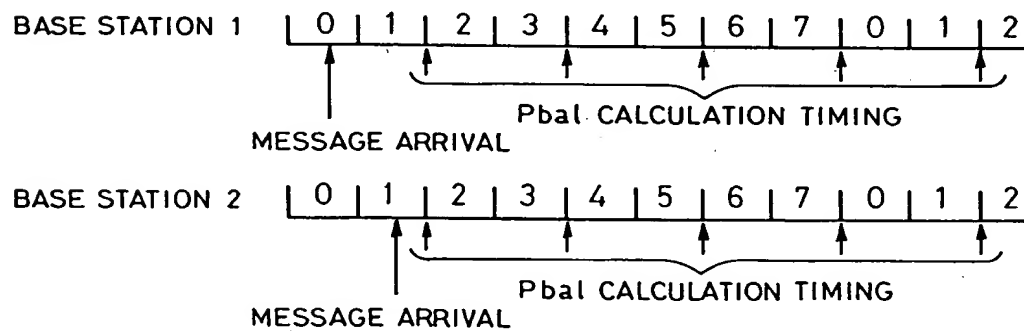 BASE STATION 1 0 1 2 3 4 5 6 7 0 1 2
Pbal CALCULATION TIMING
MESSAGE ARRIVAL
BASE STATION 2 0 1 2 3 4 5 6 7 0 1 2
Pbal CALCULATION TIMING
MESSAGE ARRIVAL